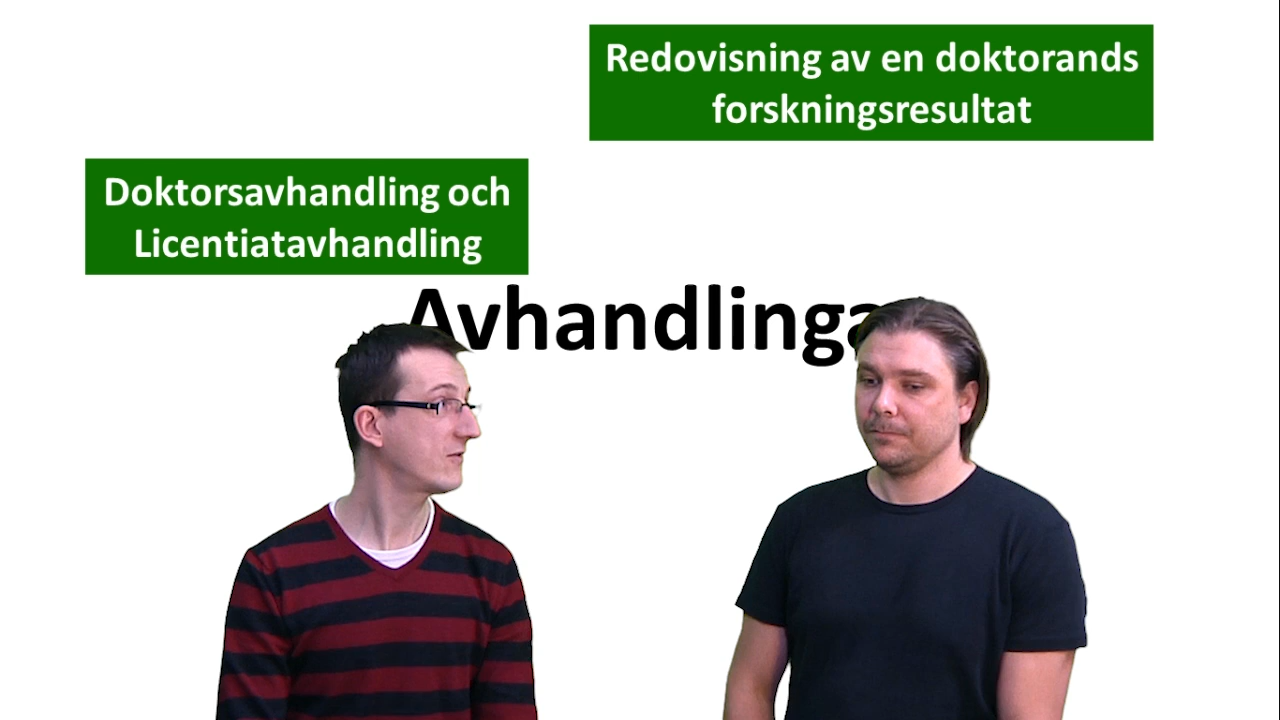 Redovisning av en doktorands
forskningsresultat
Doktorsavhandling och
Licentiatavhandling
Avhandlinga